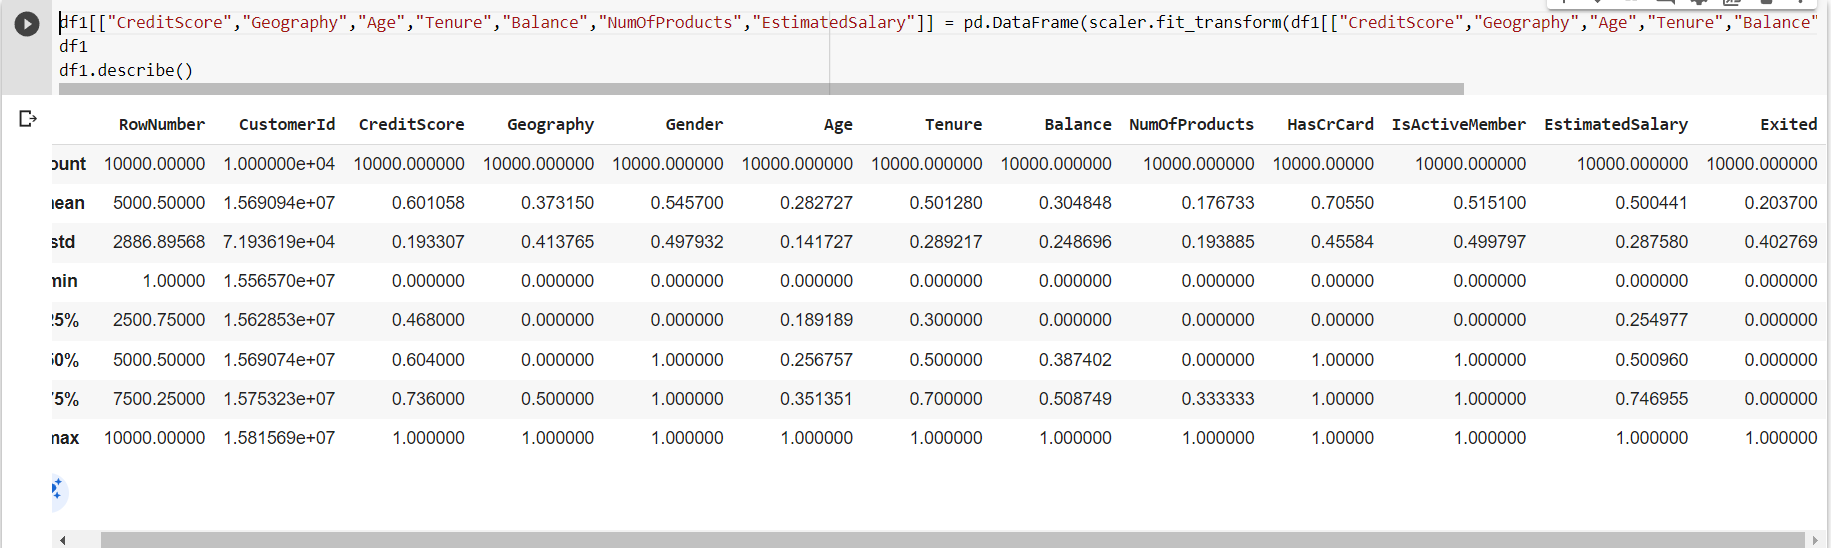 df1[["CreditScore","Geography","Age","Tenure","Balance","NumOfProducts","EstimatedSalary"]] = pd.DataFrame(scaler.fit_transform(df1[["CreditScore","Geography","Age","Tenure","Balance"
df1
df1.describe()
RowNumber CustomerId CreditScore Geography Gender Age Tenure Balance NumOfProducts HasCrCard IsActiveMember EstimatedSalary Exited
ount 10000.00000 1.000000e+04 10000.000000 10000.000000 10000.000000 10000.000000 10000.000000 10000.000000 10000.000000 10000.00000 10000.000000 10000.000000 10000.000000
nean 5000.50000 1.569094e+07 0.601058 0.373150 0.545700 0.282727 0.501280 0.304848 0.176733 0.70550 0.515100 0.500441 0.203700
std 2886.89568 7.193619e+04 0.193307 0.413765 0.497932 0.141727 0.289217 0.248696 0.193885 0.45584 0.499797 0.287580 0.402769
min 1.00000 1.556570e+07 0.000000 0.000000 0.000000 0.000000 0.000000 0.000000 0.000000 0.00000 0.000000 0.000000 0.000000
25% 2500.75000 1.562853e+07 0.468000 0.000000 0.000000 0.189189 0.300000 0.000000 0.000000 0.00000 0.000000 0.254977 0.000000
50% 5000.50000 1.569074e+07 0.604000 0.000000 1.000000 0.256757 0.500000 0.387402 0.000000 1.00000 1.000000 0.500960 0.000000
75% 7500.25000 1.575323e+07 0.736000 0.500000 1.000000 0.351351 0.700000 0.508749 0.333333 1.00000 1.000000 0.746955 0.000000
max 10000.00000 1.581569e+07 1.000000 1.000000 1.000000 1.000000 1.000000 1.000000 1.000000 1.00000 1.000000 1.000000 1.000000